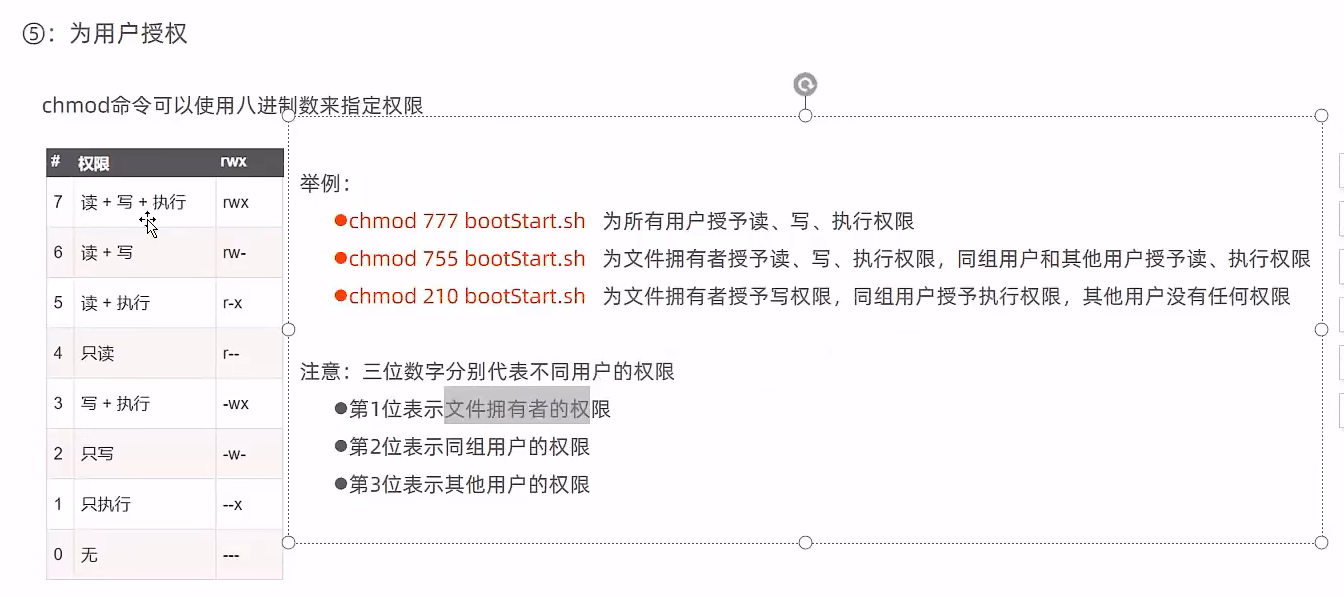 ⑤：为用户授权
chmod命令可以使用八进制数来指定权限
# 权限 rwx
7 读 + 写 + 执行 rwx
6 读 + 写 rw-
5 读 + 执行 r-x
4 只读 r--
3 写 + 执行 -wx
2 只写 -w-
1 只执行 --x
0 无 ---
举例：
●chmod 777 bootStart.sh 为所有用户授予读、写、执行权限
●chmod 755 bootStart.sh 为文件拥有者授予读、写、执行权限，同组用户和其他用户授予读、执行权限
●chmod 210 bootStart.sh 为文件拥有者授予写权限，同组用户授予执行权限，其他用户没有任何权限
注意：三位数字分别代表不同用户的权限
●第1位表示文件拥有者的权限
●第2位表示同组用户的权限
●第3位表示其他用户的权限